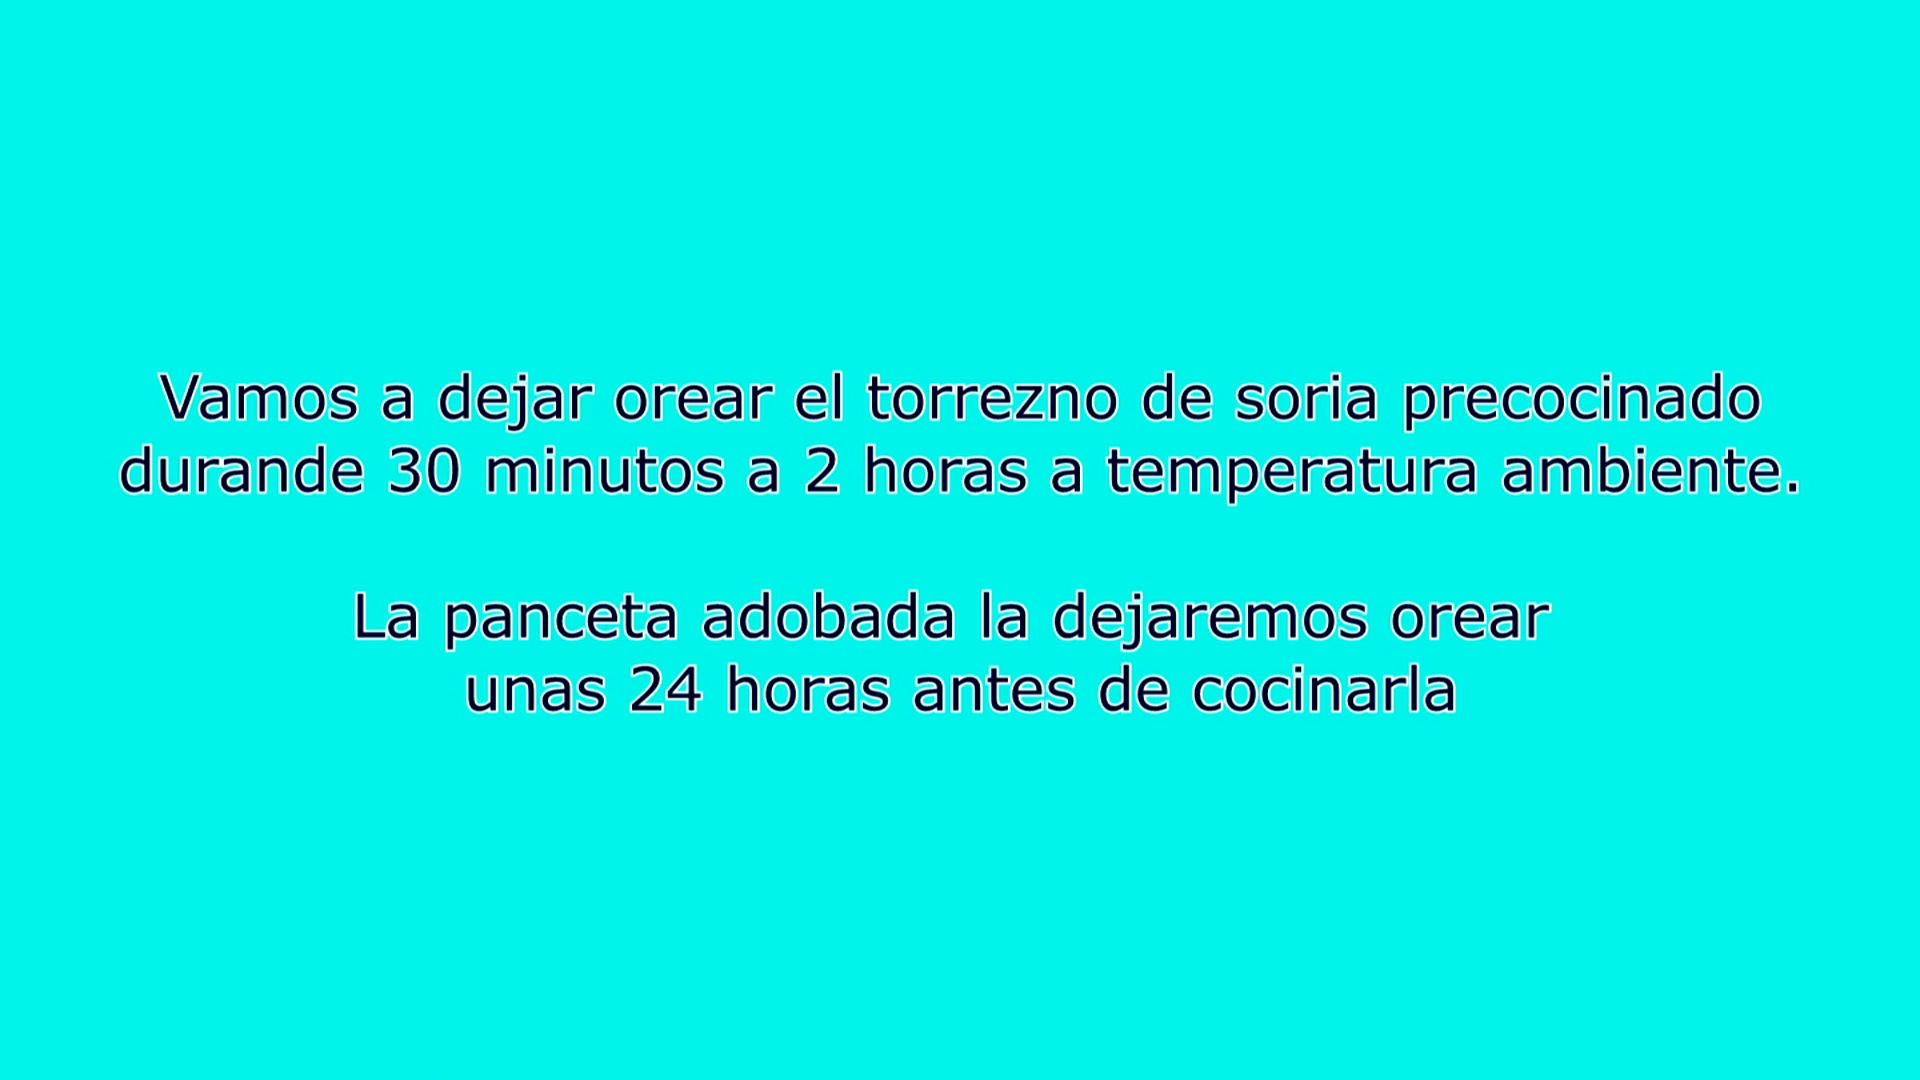 Vamos a dejar orear el torrezno de soria precocinado
durande 30 minutos a 2 horas a temperatura ambiente.
La panceta adobada la dejaremos orear
unas 24 horas antes de cocinarla